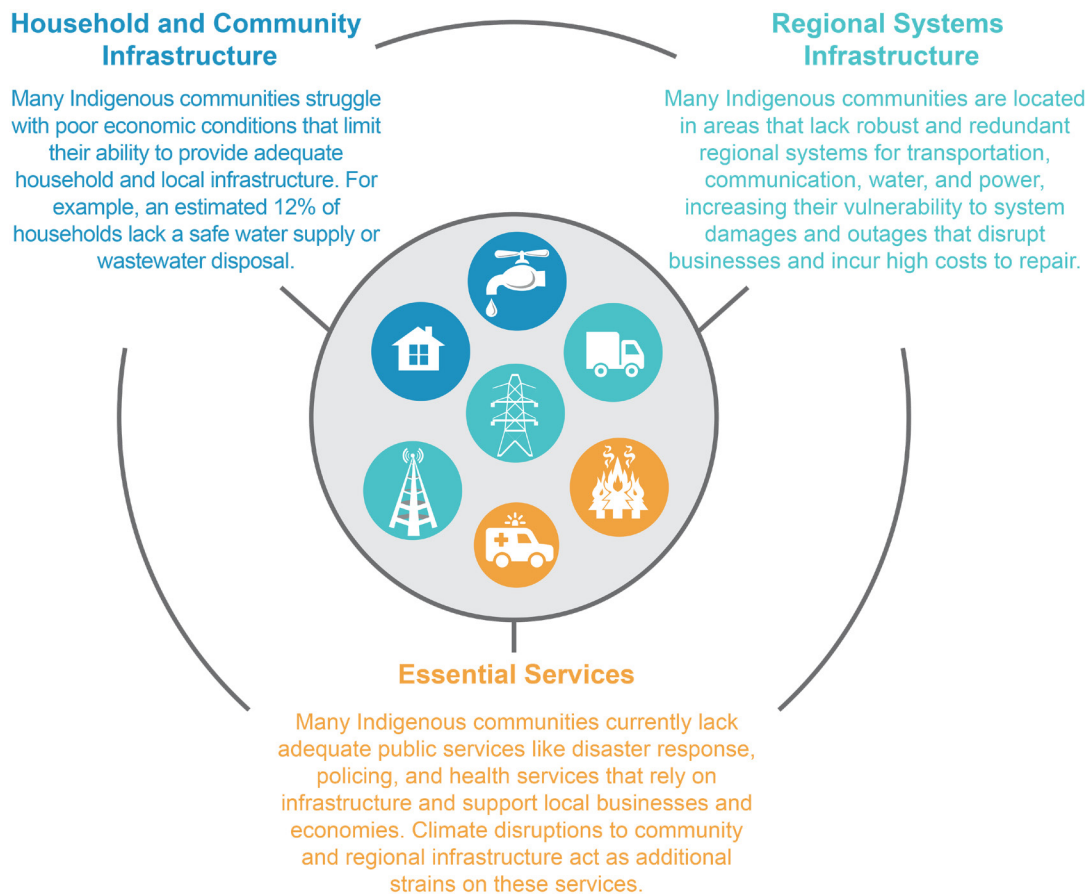 Household and Community
Infrastructure
Many Indigenous communities struggle
with poor economic conditions that limit
their ability to provide adequate
household and local infrastructure. For
example, an estimated 12% of
households lack a safe water supply or
wastewater disposal.
Regional Systems
Infrastructure
Many Indigenous communities are located
in areas that lack robust and redundant
regional systems for transportation,
communication, water, and power,
increasing their vulnerability to system
damages and outages that disrupt
businesses and incur high costs to repair.
Essential Services
Many Indigenous communities currently lack
adequate public services like disaster response,
policing, and health services that rely on
infrastructure and support local businesses and
economies. Climate disruptions to community
and regional infrastructure act as additional
strains on these services.